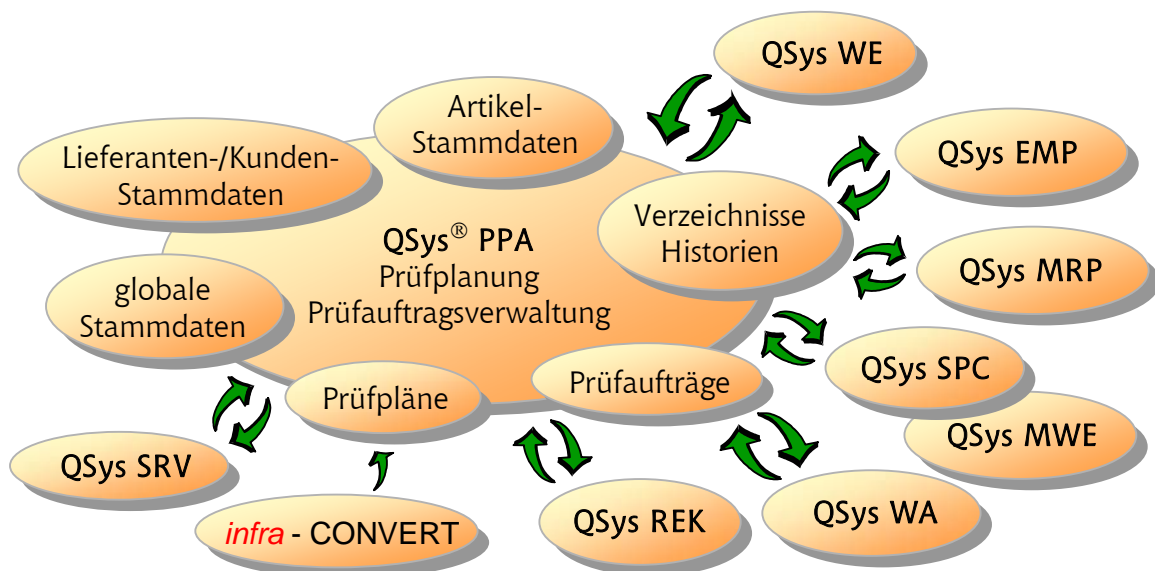 QSys WE
Artikel-
Stammdaten
Lieferanten-/Kunden-
Stammdaten
QSys EMP
Verzeichnisse
Historien
QSys® PPA
Prüfplanung
Prüfauftragsverwaltung
QSys MRP
globale
Stammdaten
QSys SPC
Prüfaufträge
Prüfpläne
QSys MWE
QSys SRV
QSys WA
QSys REK
infra - CONVERT